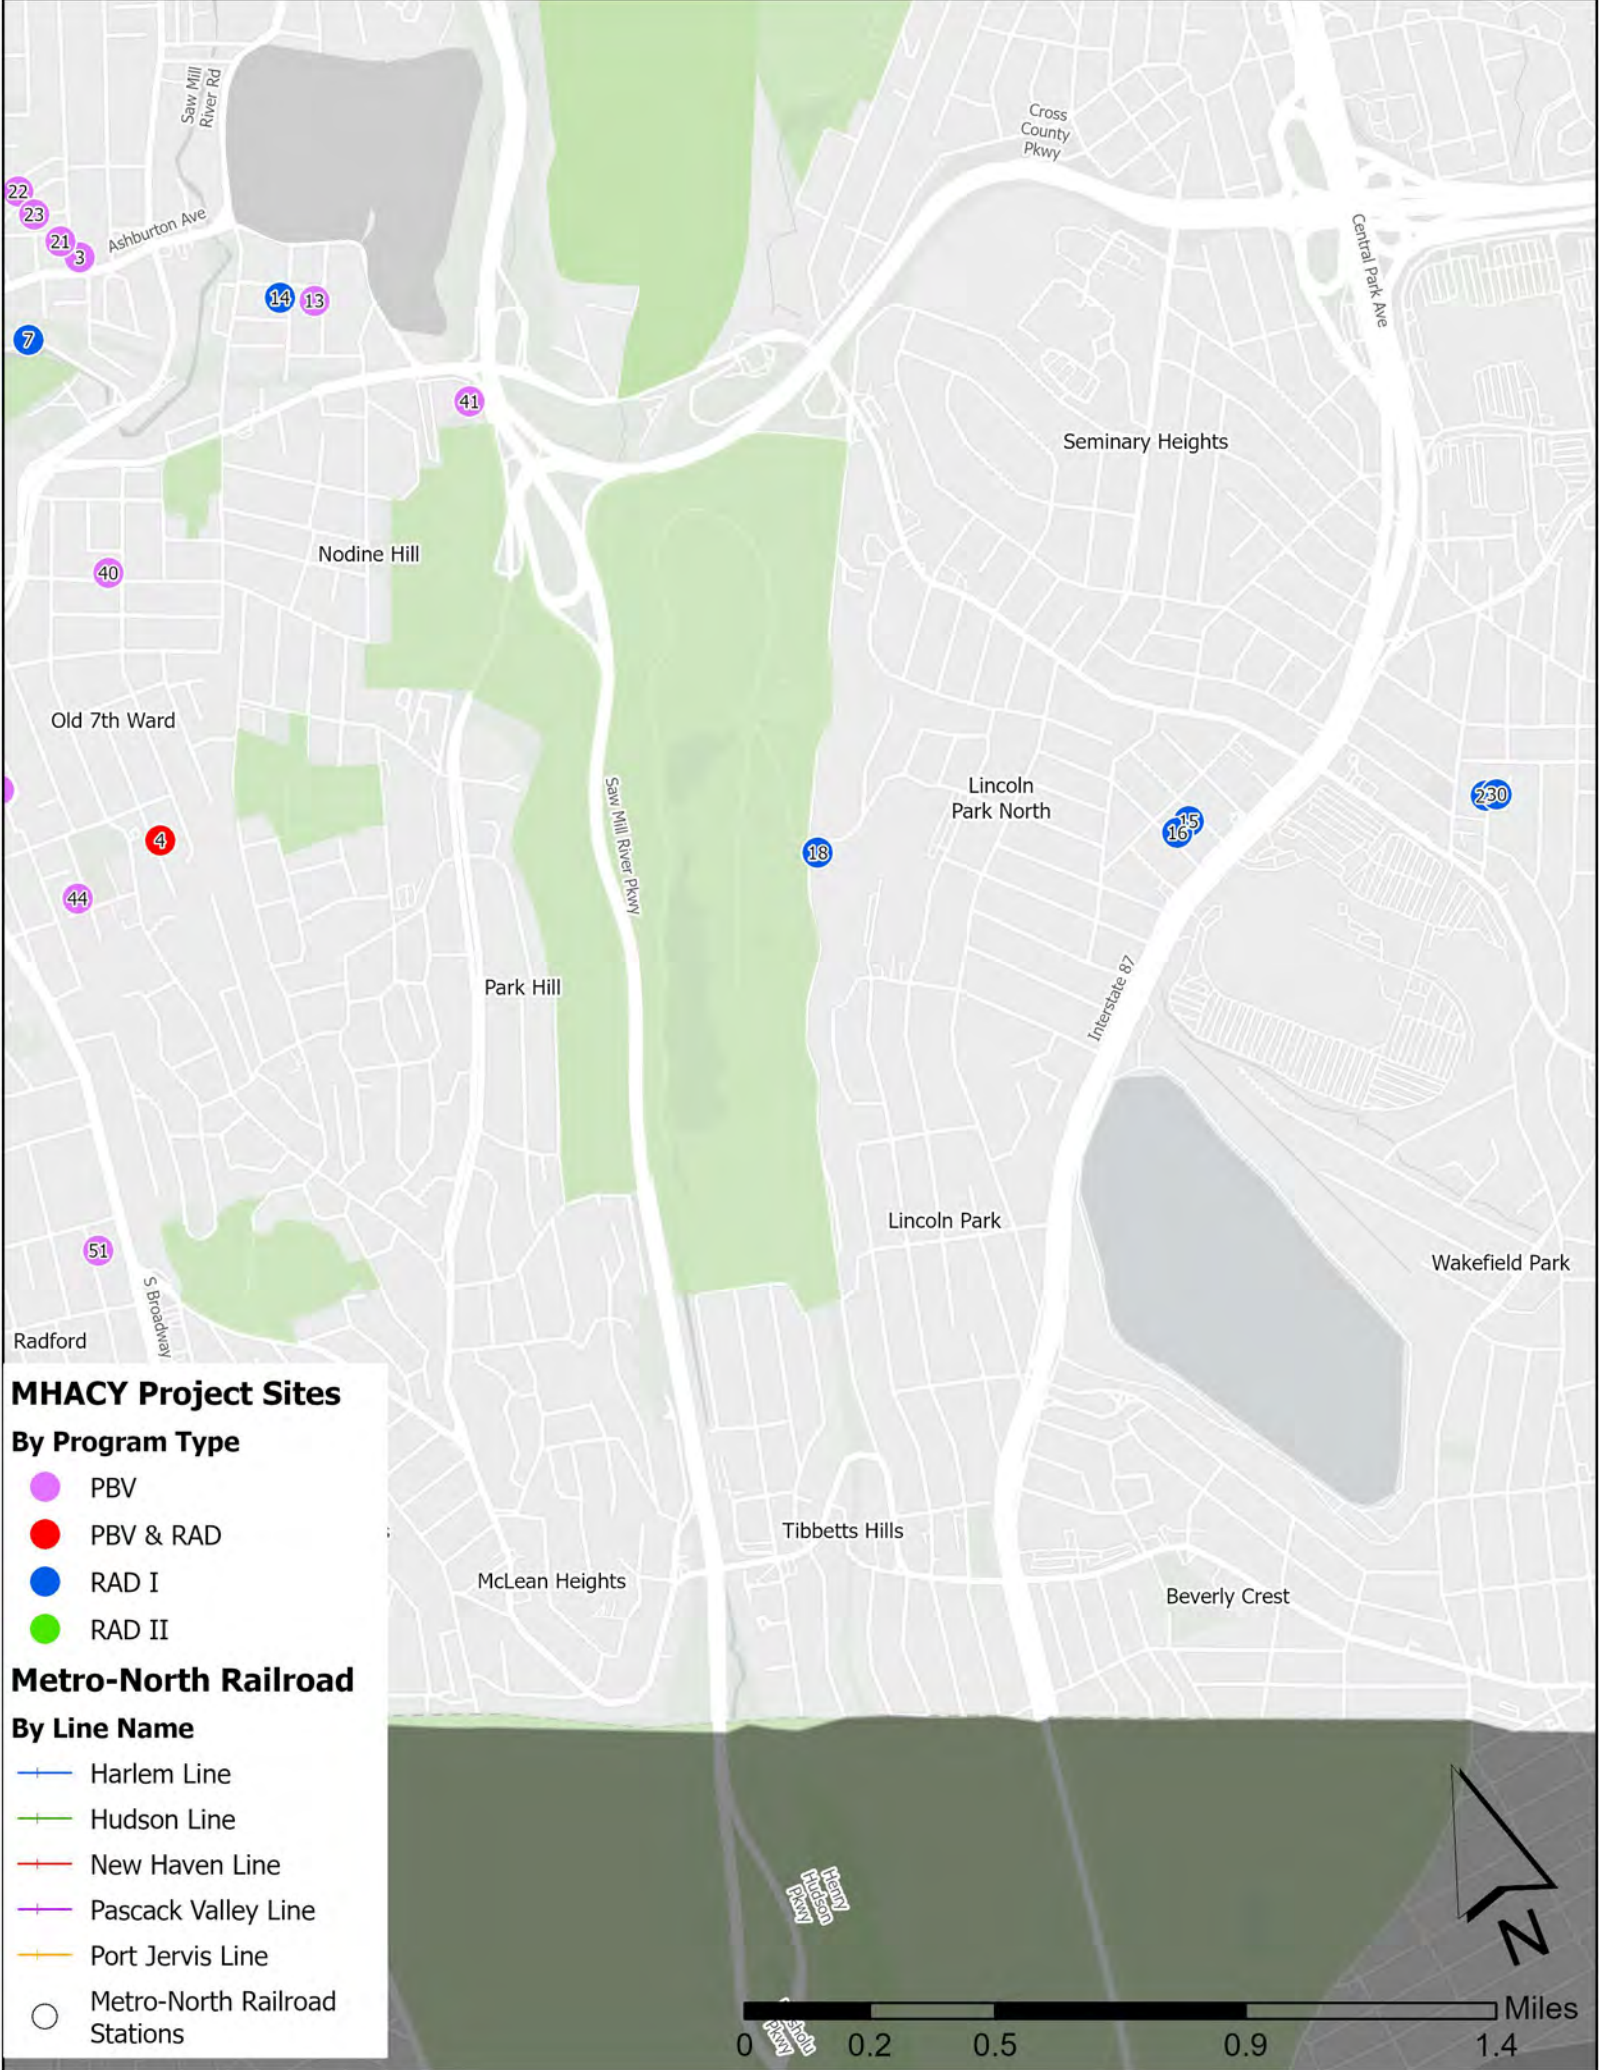 Saw Mill
River Rd
Cross
County
Pkwy
22
23
21
3
Ashburton Ave
Central Park Ave
14
13
7
41
Seminary Heights
Nodine Hill
40
Old 7th Ward
Lincoln
Park North
Saw Mill River Pkwy
230
15
16
18
4
44
Park Hill
Interstate 87
Lincoln Park
51
Wakefield Park
S Broadway
Radford
MHACY Project Sites
By Program Type
PBV
PBV & RAD
RAD I
RAD II
Metro-North Railroad
By Line Name
Harlem Line
Hudson Line
New Haven Line
Pascack Valley Line
Port Jervis Line
Metro-North Railroad
Stations
s
Tibbetts Hills
McLean Heights
Beverly Crest
Henry
Hudson
Pkwy
sholu
Pkwy
N
Miles
0 0.2 0.5 0.9 1.4